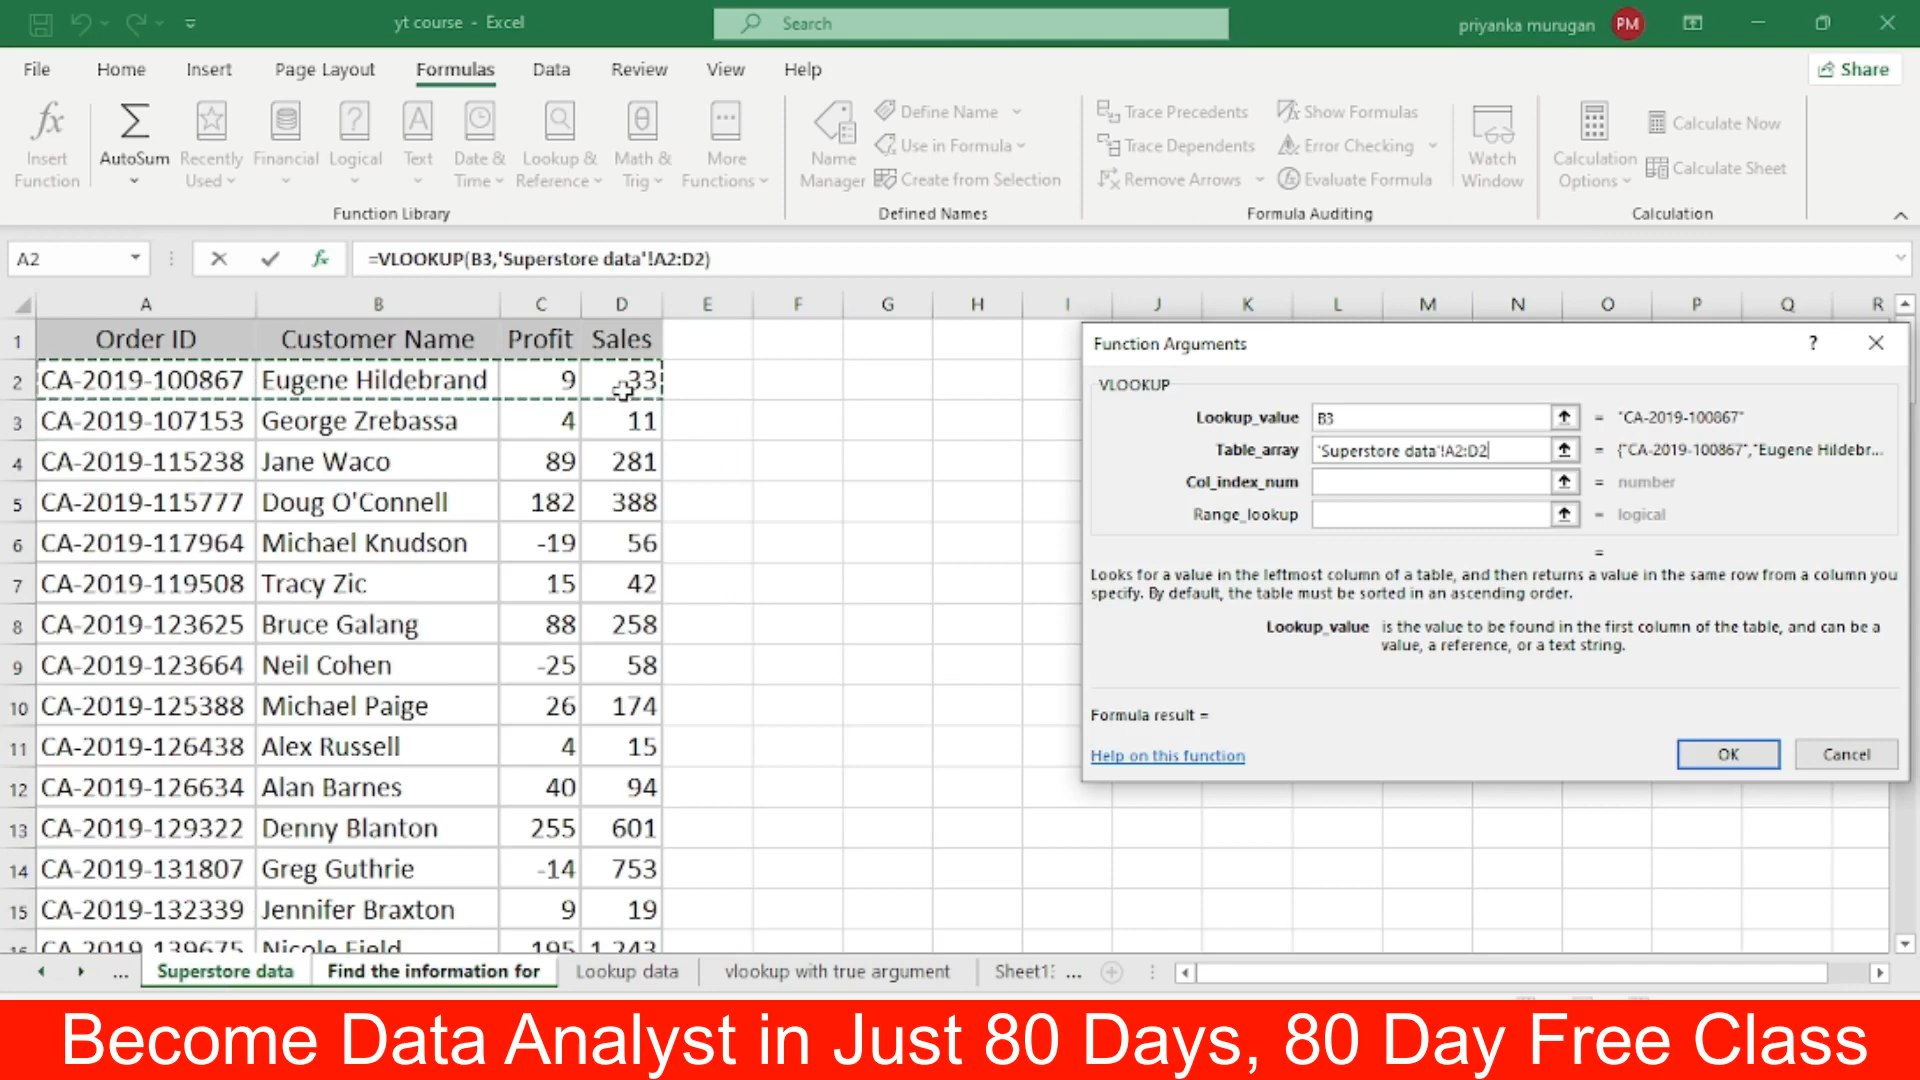 yt course - Excel
Search
priyanka murugan
PM
File Home Insert Page Layout Formulas Data Review View Help
Share
fx Insert Function
AutoSum
Recently Used
Financial
Logical
Text
Date & Time
Lookup & Reference
Math & Trig
More Functions
Function Library
Name Manager
Define Name
Use in Formula
Create from Selection
Defined Names
Trace Precedents
Trace Dependents
Remove Arrows
Show Formulas
Error Checking
Evaluate Formula
Formula Auditing
Watch Window
Calculation Options
Calculate Now
Calculate Sheet
Calculation
A2
fx
=VLOOKUP(B3,'Superstore data'!A2:D2)
A B C D E F G H I J K L M N O P Q R
1 Order ID Customer Name Profit Sales
2 CA-2019-100867 Eugene Hildebrand 9 33
3 CA-2019-107153 George Zrebassa 4 11
4 CA-2019-115238 Jane Waco 89 281
5 CA-2019-115777 Doug O'Connell 182 388
6 CA-2019-117964 Michael Knudson -19 56
7 CA-2019-119508 Tracy Zic 15 42
8 CA-2019-123625 Bruce Galang 88 258
9 CA-2019-123664 Neil Cohen -25 58
10 CA-2019-125388 Michael Paige 26 174
11 CA-2019-126438 Alex Russell 4 15
12 CA-2019-126634 Alan Barnes 40 94
13 CA-2019-129322 Denny Blanton 255 601
14 CA-2019-131807 Greg Guthrie -14 753
15 CA-2019-132339 Jennifer Braxton 9 19
16 CA-2019-139675 Nicole Field 195 1,243
Function Arguments
?
VLOOKUP
Lookup_value B3 = "CA-2019-100867"
Table_array 'Superstore data'!A2:D2 = {"CA-2019-100867","Eugene Hildebr...
Col_index_num = number
Range_lookup = logical
=
Looks for a value in the leftmost column of a table, and then returns a value in the same row from a column you
specify. By default, the table must be sorted in an ascending order.
Lookup_value is the value to be found in the first column of the table, and can be a
value, a reference, or a text string.
Formula result =
Help on this function
OK Cancel
... Superstore data Find the information for Lookup data vlookup with true argument ...
Become Data Analyst in Just 80 Days, 80 Day Free Class